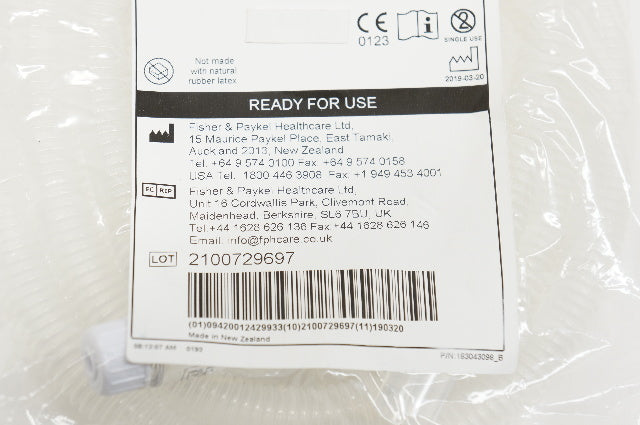 CE
0123
SINGLE USE
2019-03-20
Not made
with natural
rubber latex
READY FOR USE
Fisher & Paykel Healthcare Ltd,
15 Maurice Paykel Place, East Tamaki,
Auckland 2013, New Zealand
Tel. +64 9 574 0100 Fax: +64 9 574 0158
USA Tel. 1800 446 3908 Fax: +1 949 453 4001
EC REP
Fisher & Paykel Healthcare Ltd,
Unit 16 Cordwallis Park, Clivemont Road,
Maidenhead, Berkshire, SL6 7BU, UK
Tel:+44 1628 626 136 Fax:+44 1628 626 146
Email: info@fphcare.co.uk
LOT 2100729697
(01)09420012429933(10)2100729697(11)190320
Made in New Zealand
P/N:193043098_B